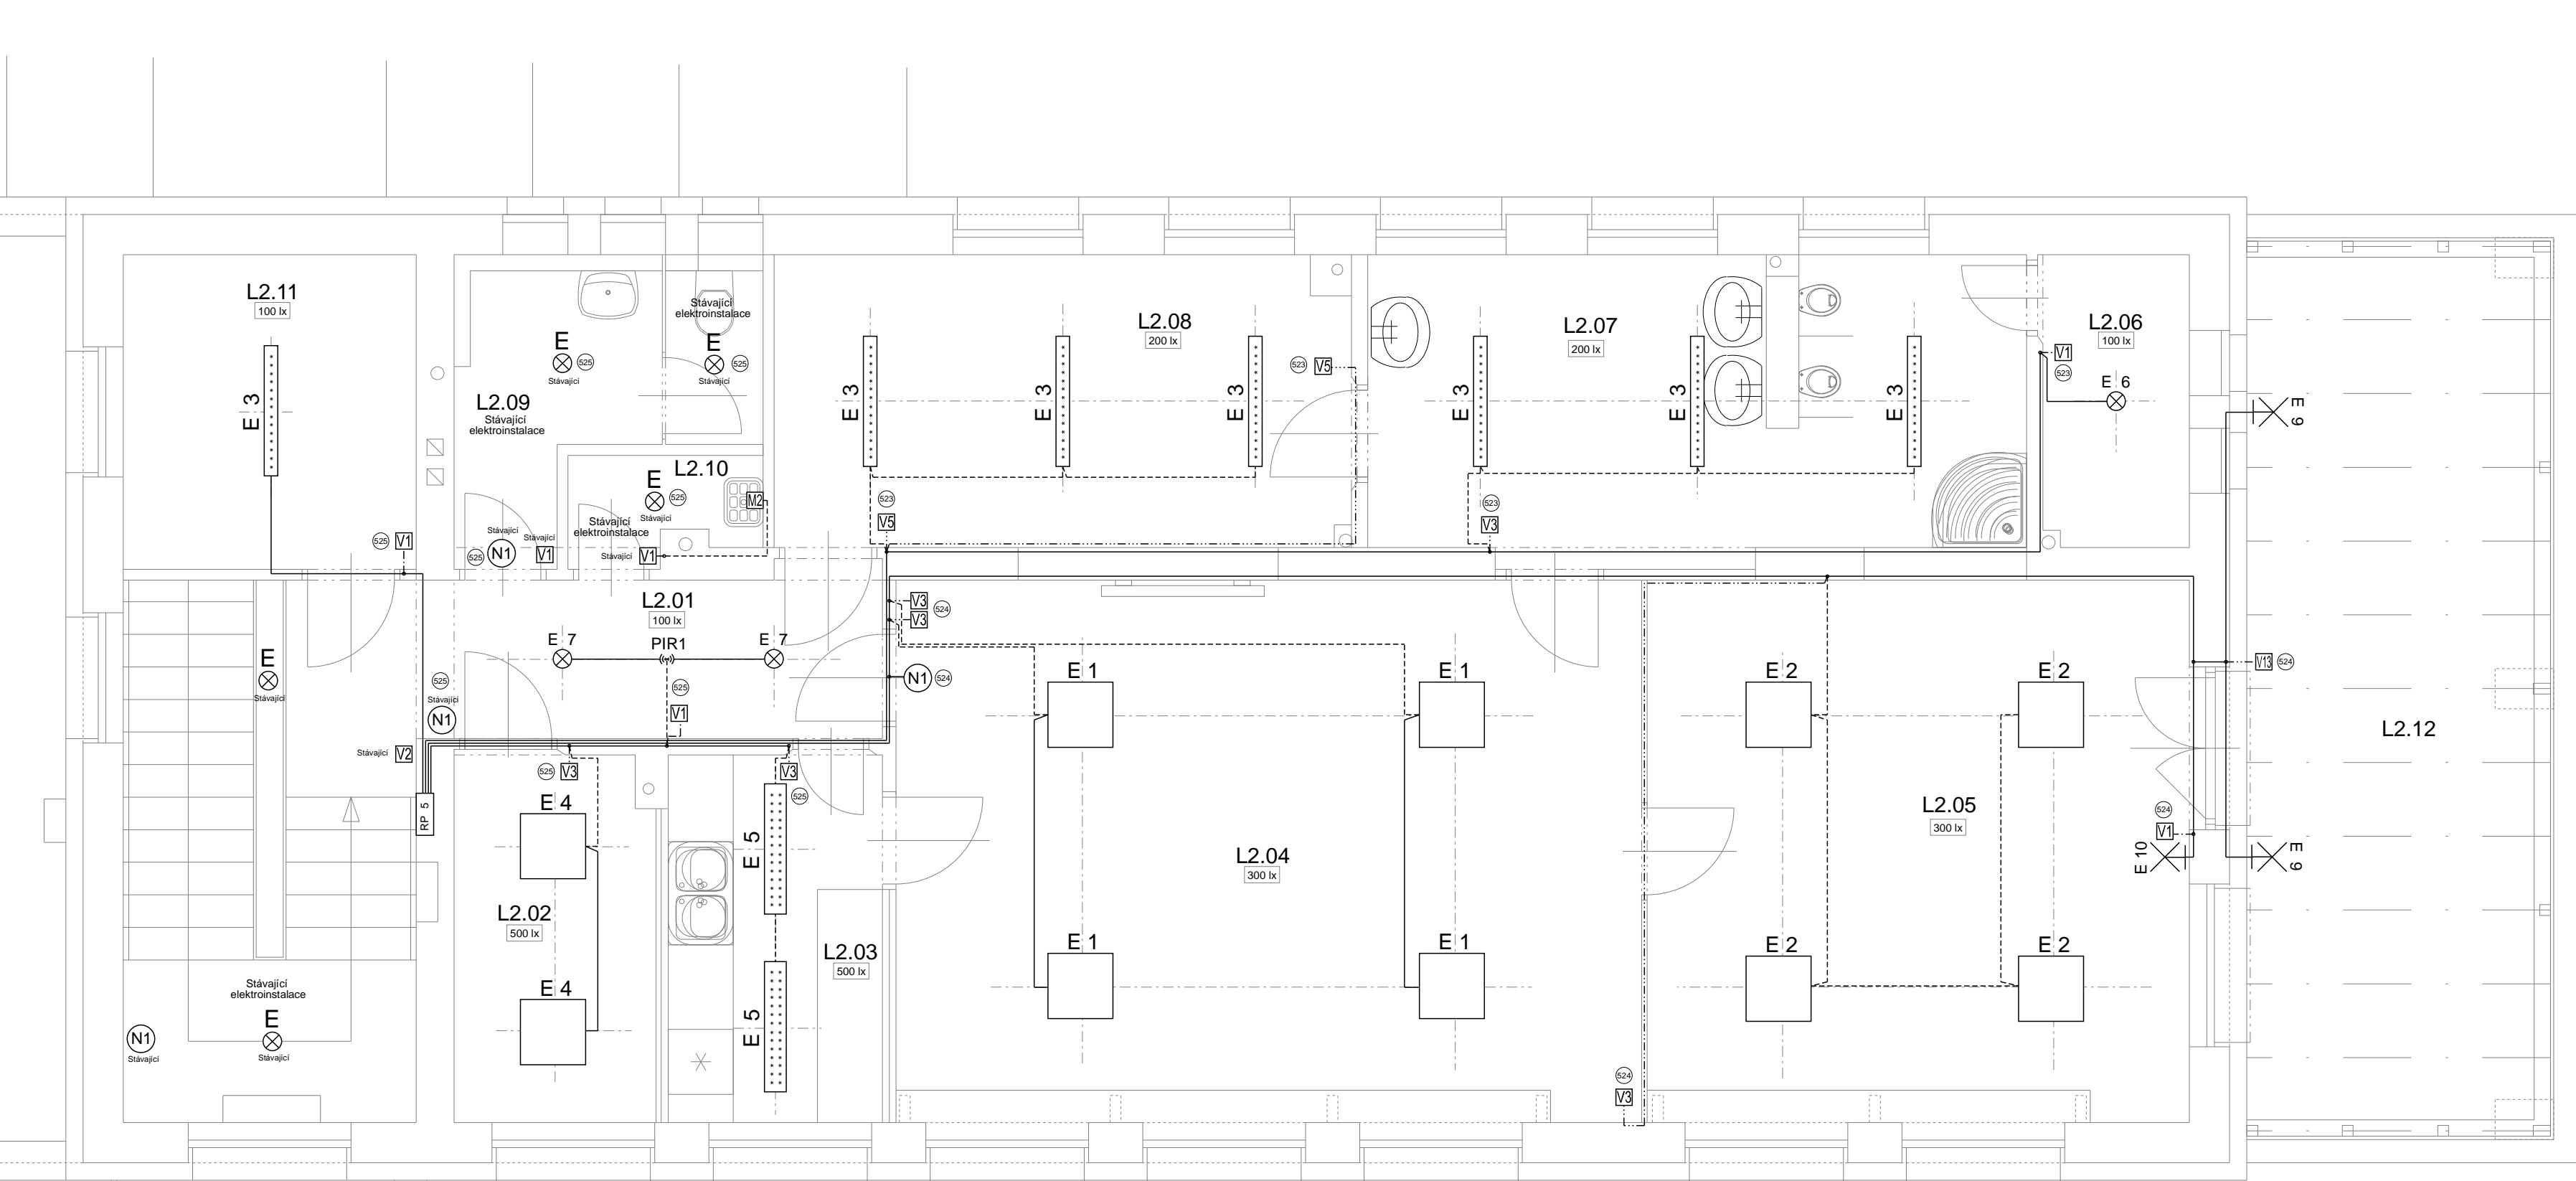 L2.11
100 lx
E 3
525
V1
L2.09
Stávající
elektroinstalace
E
525
Stávající
Stávající
elektroinstalace
E
525
Stávající
L2.10
E
525
Stávající
M2
Stávající
elektroinstalace
Stávající
525
N1
Stávající
V1
Stávající
V1
L2.08
200 lx
E 3
E 3
E 3
523
V5
523
V5
L2.07
200 lx
E 3
E 3
E 3
523
V3
L2.06
100 lx
V1
523
E 6
E 9
L2.01
100 lx
E 7
PIR1
E 7
525
V1
V3
V3
524
N1
524
E
Stávající
525
Stávající
N1
Stávající
V2
RP 5
Stávající
elektroinstalace
E
Stávající
N1
Stávající
525
V3
E 4
L2.02
500 lx
E 4
V3
525
E 5
E 5
L2.03
500 lx
E 1
E 1
L2.04
300 lx
E 1
E 1
524
V3
E 2
E 2
L2.05
300 lx
E 2
E 2
V13
524
524
V1
E 10
E 9
L2.12